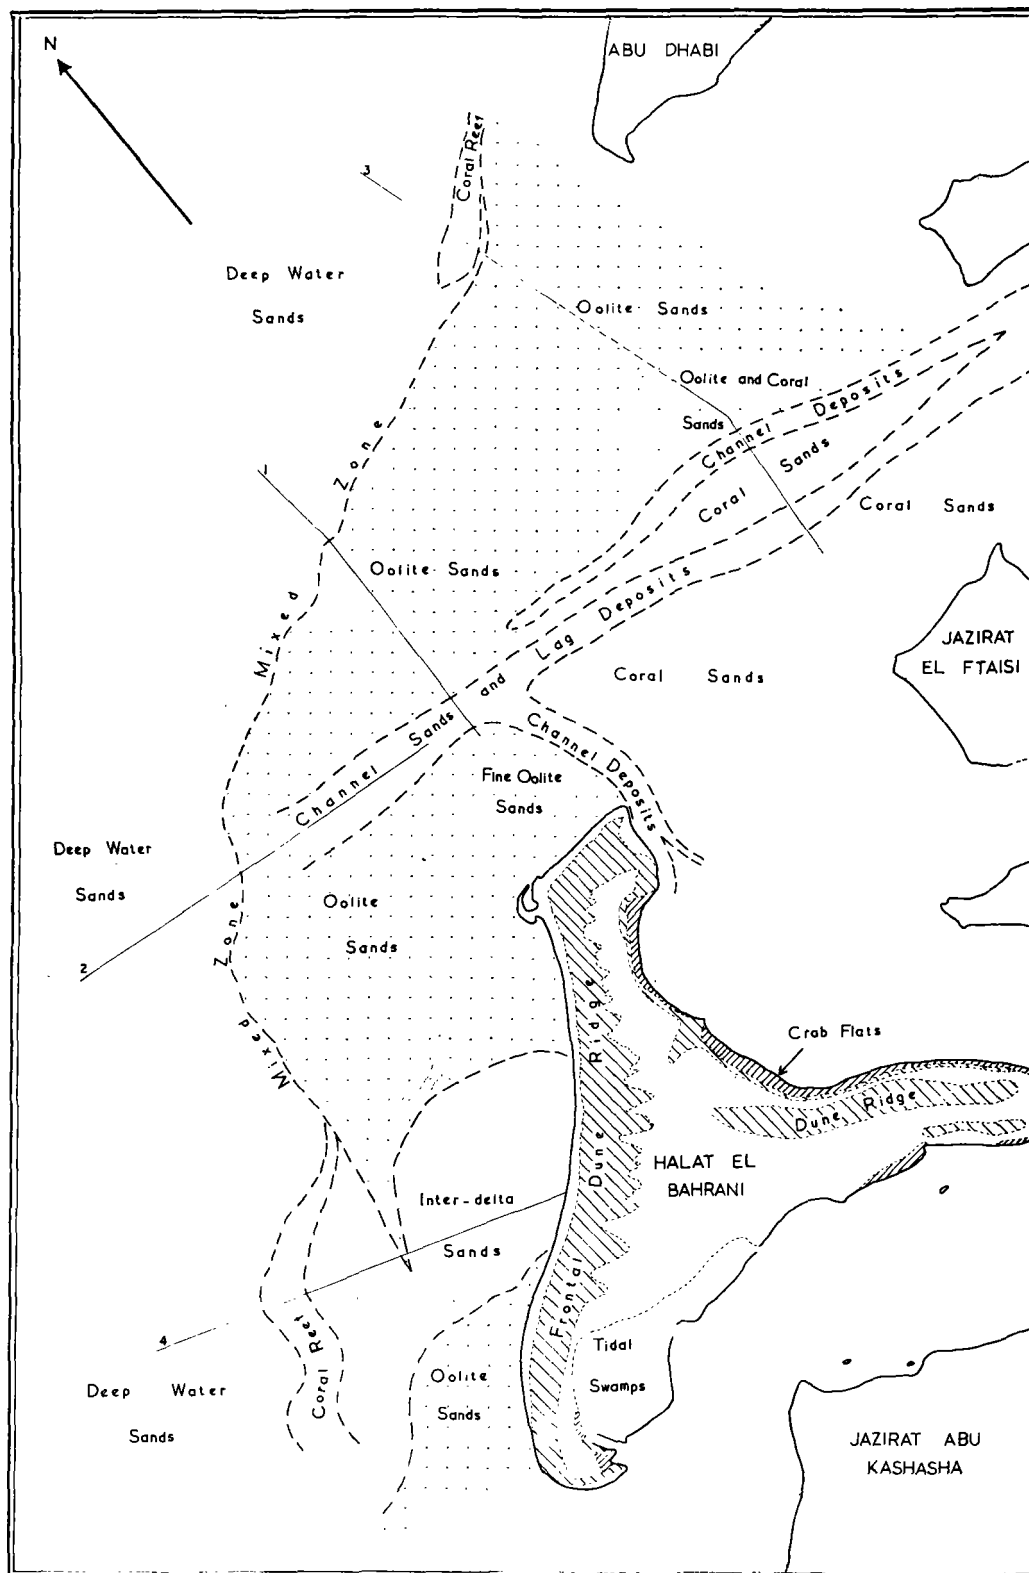 N
ABU DHABI
Coral Reef
3
Deep Water
Sands
Oolite Sands
Oolite and Coral
Sands
Channel Deposits
Coral Sands
Coral Sands
1
Mixed Zone
Oolite Sands
Channel Sands and Lag Deposits
JAZIRAT
EL FTAISI
Coral Sands
Channel Deposits
Fine Oolite
Sands
Deep Water
Sands
Oolite
Sands
2
Mixed Zone
Frontal Dune Ridge
Crab Flats
Dune Ridge
HALAT EL
BAHRANI
Inter-delta
Sands
4
Coral Reef
Tidal
Swamps
Oolite
Sands
Deep Water
Sands
JAZIRAT ABU
KASHASHA